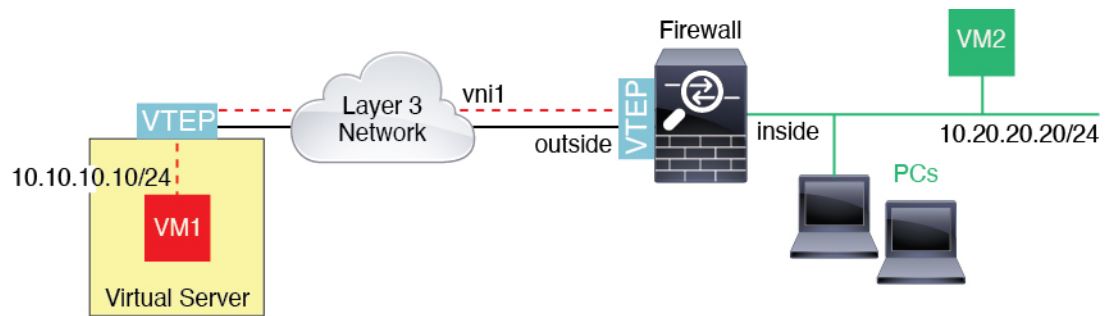 Firewall
VM2
vni1
Layer 3
Network
VTEP
VTEP
outside
inside
10.20.20.20/24
10.10.10.10/24
PCs
VM1
Virtual Server